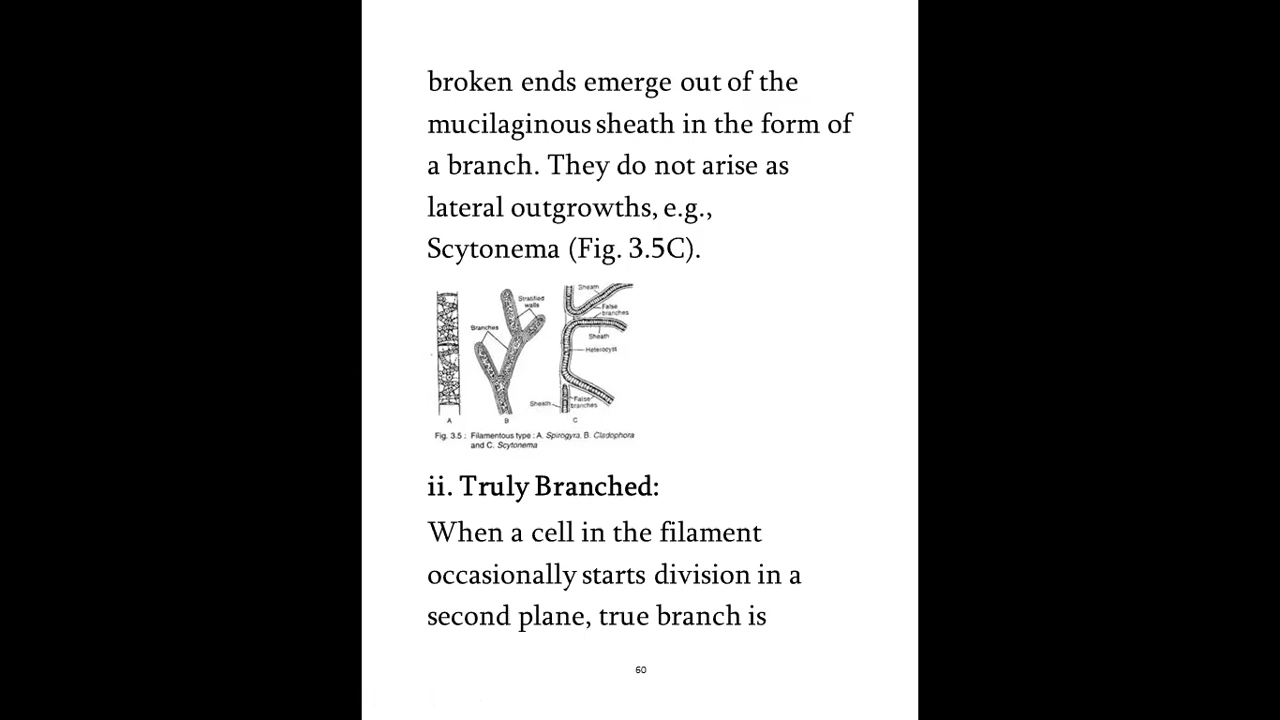 broken ends emerge out of the
mucilaginous sheath in the form of
a branch. They do not arise as
lateral outgrowths, e.g.,
Scytonema (Fig. 3.5C).
Sheath
Stratified
walls
False
branches
Branches
Sheath
Heterocyst
Sheath
False
branches
A
B
C
Fig. 3.5 : Filamentous type : A. Spirogyra, B. Cladophora
and C. Scytonema
ii. Truly Branched:
When a cell in the filament
occasionally starts division in a
second plane, true branch is
60